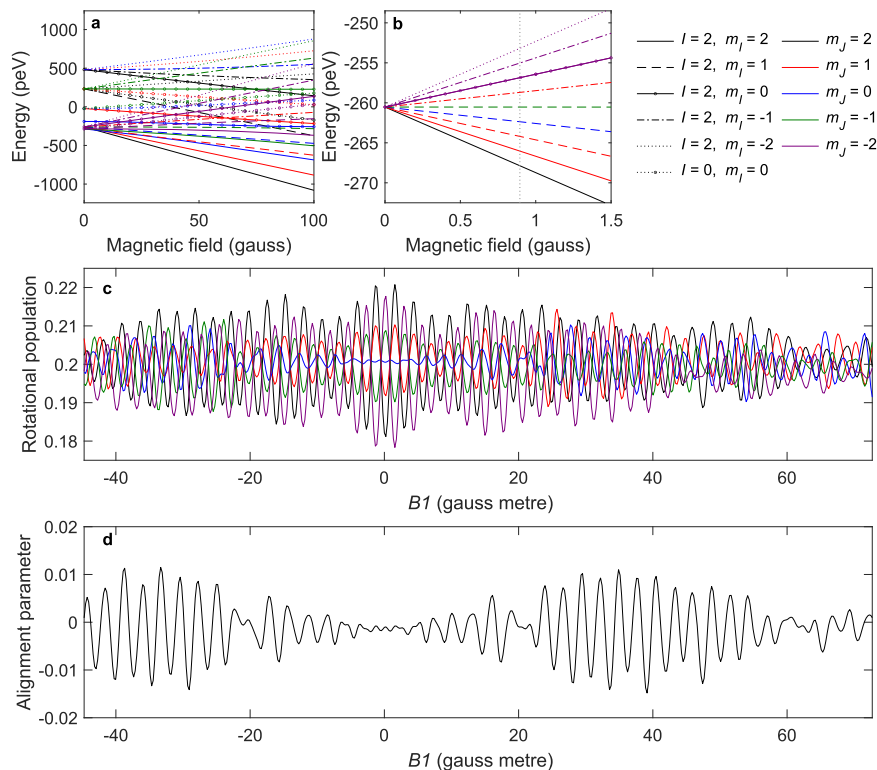 a
Energy (peV)
1000
500
0
-500
-1000
0 50 100
Magnetic field (gauss)
b
Energy (peV)
-250
-255
-260
-265
-270
0 0.5 1 1.5
Magnetic field (gauss)
I = 2, m_I = 2 m_J = 2
I = 2, m_I = 1 m_J = 1
I = 2, m_I = 0 m_J = 0
I = 2, m_I = -1 m_J = -1
I = 2, m_I = -2 m_J = -2
I = 0, m_I = 0
c
Rotational population
0.22
0.21
0.2
0.19
0.18
-40 -20 0 20 40 60
B1 (gauss metre)
d
Alignment parameter
0.02
0.01
0
-0.01
-0.02
-40 -20 0 20 40 60
B1 (gauss metre)